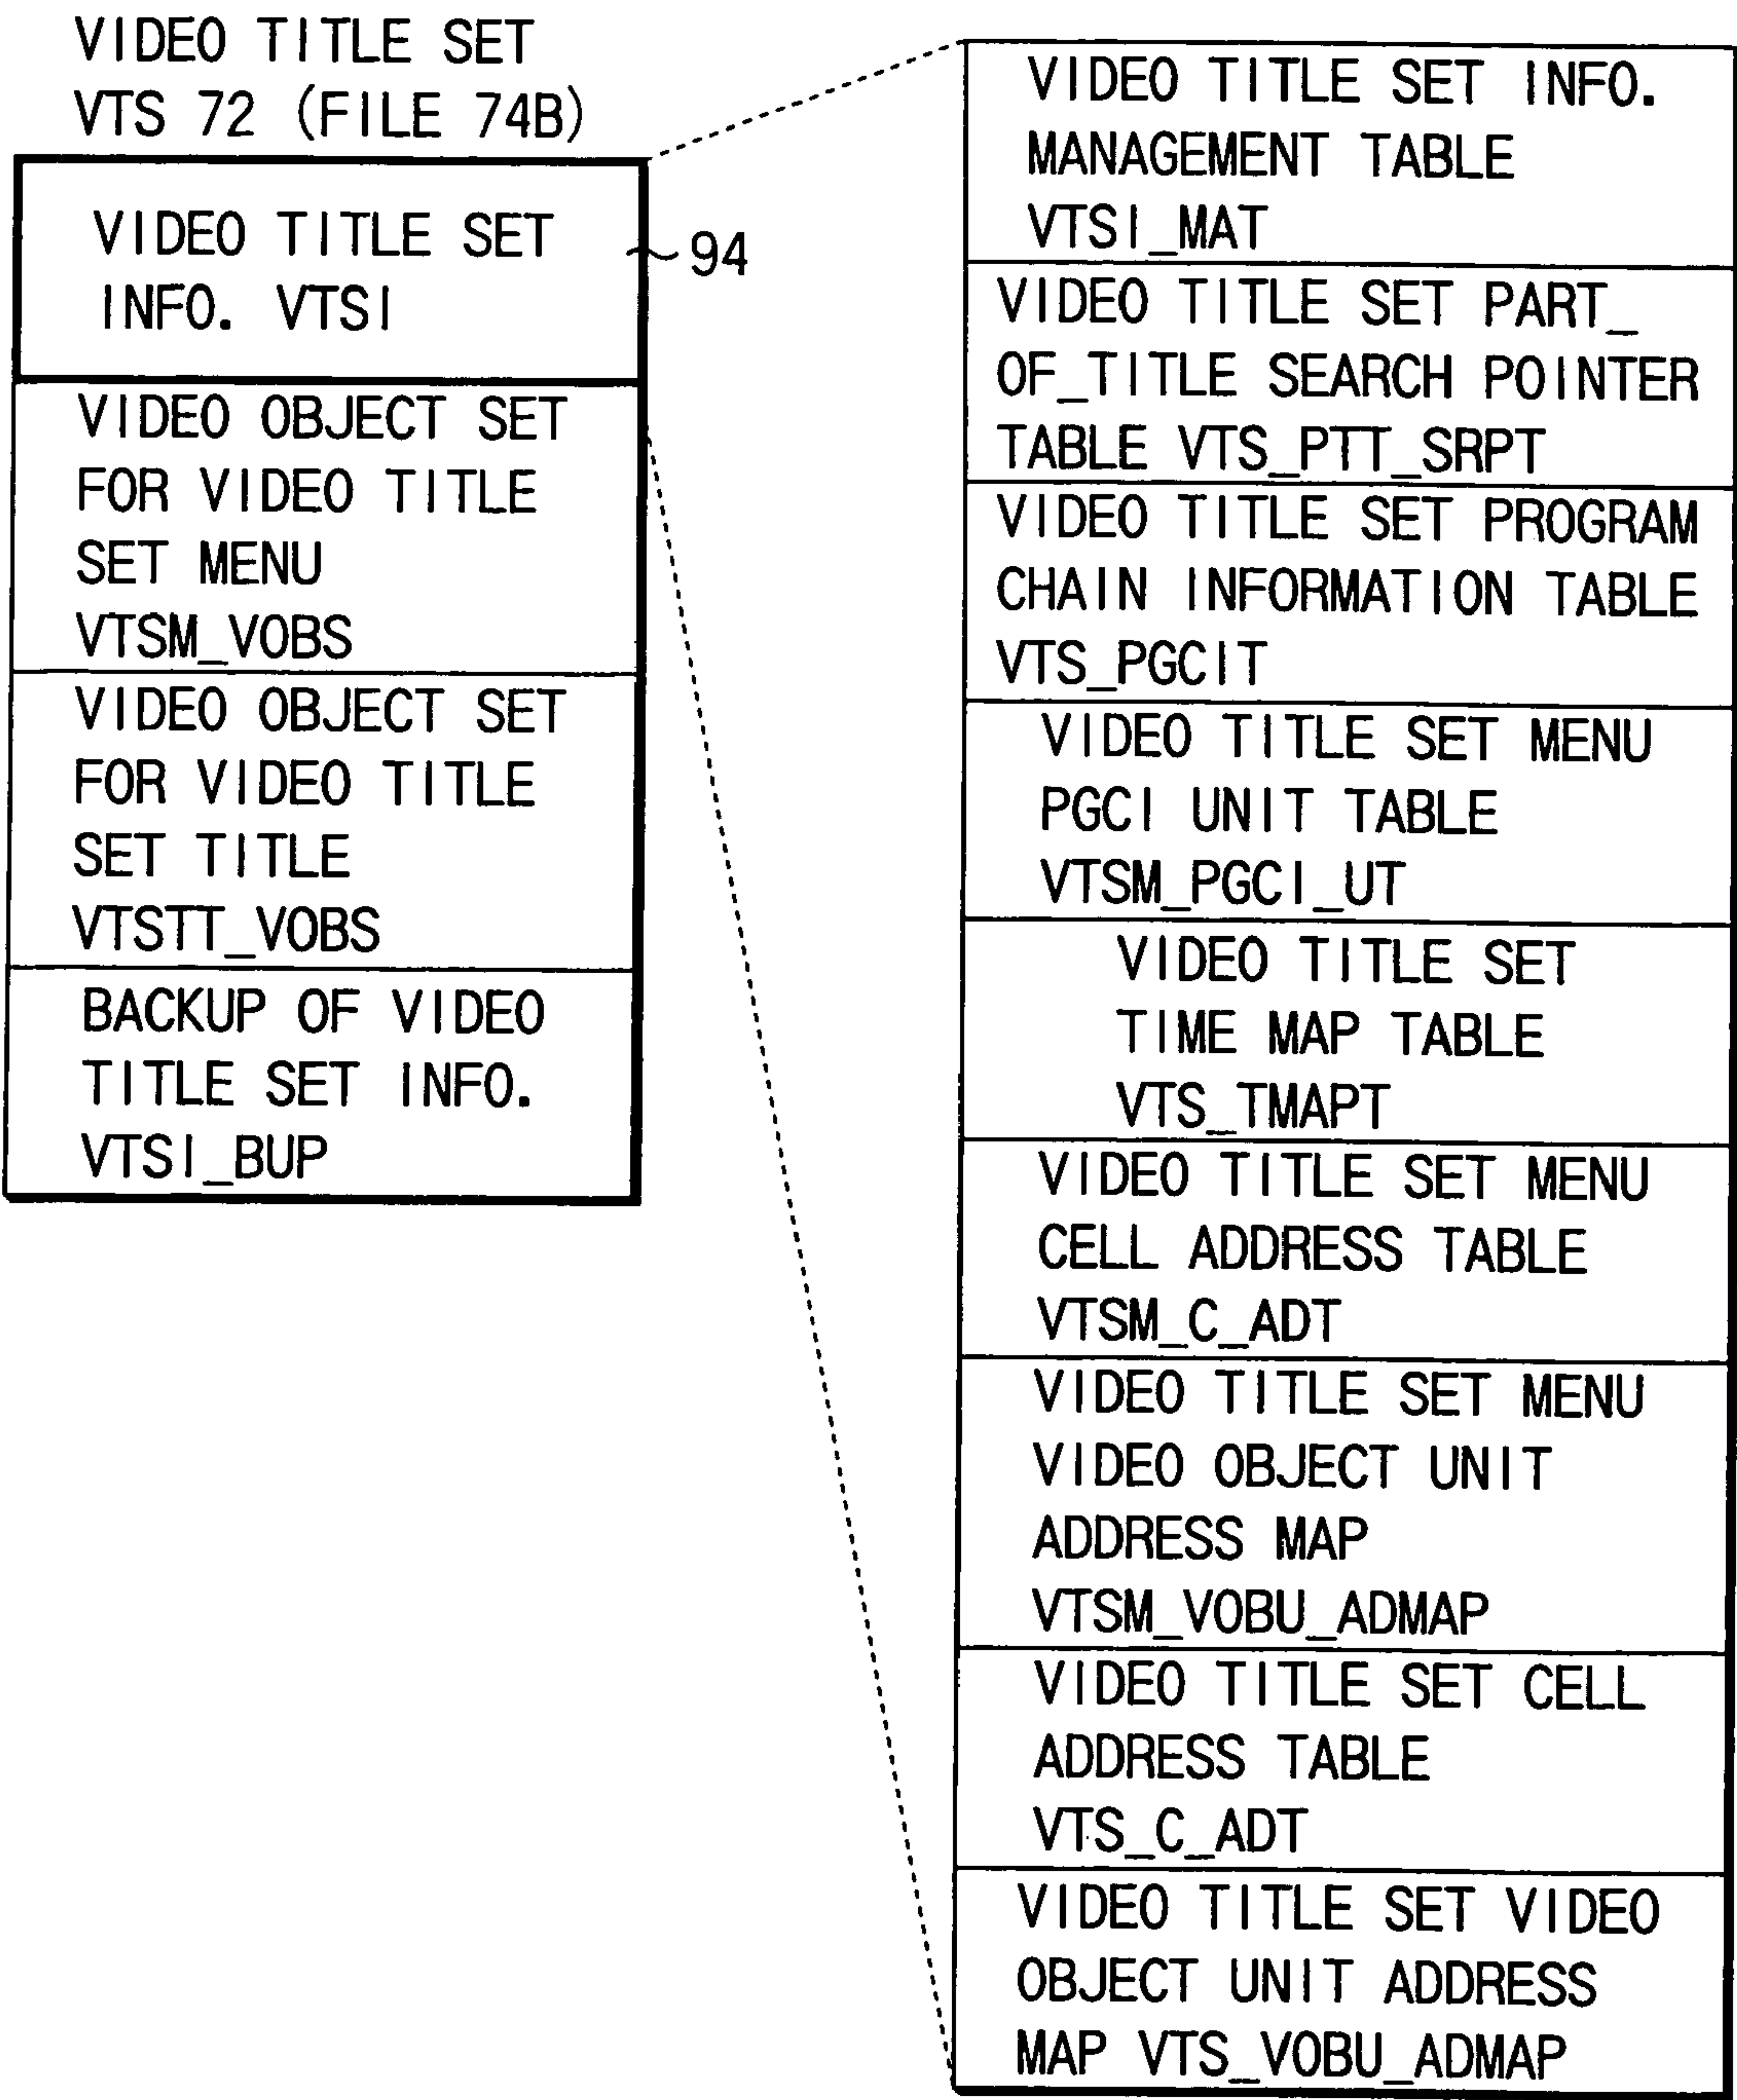 VIDEO TITLE SET
VTS 72 (FILE 74B)
VIDEO TITLE SET
INFO. VTSI
94
VIDEO OBJECT SET
FOR VIDEO TITLE
SET MENU
VTSM_VOBS
VIDEO OBJECT SET
FOR VIDEO TITLE
SET TITLE
VTSTT_VOBS
BACKUP OF VIDEO
TITLE SET INFO.
VTSI_BUP
VIDEO TITLE SET INFO.
MANAGEMENT TABLE
VTSI_MAT
VIDEO TITLE SET PART_
OF_TITLE SEARCH POINTER
TABLE VTS_PTT_SRPT
VIDEO TITLE SET PROGRAM
CHAIN INFORMATION TABLE
VTS_PGCIT
VIDEO TITLE SET MENU
PGCI UNIT TABLE
VTSM_PGCI_UT
VIDEO TITLE SET
TIME MAP TABLE
VTS_TMAPT
VIDEO TITLE SET MENU
CELL ADDRESS TABLE
VTSM_C_ADT
VIDEO TITLE SET MENU
VIDEO OBJECT UNIT
ADDRESS MAP
VTSM_VOBU_ADMAP
VIDEO TITLE SET CELL
ADDRESS TABLE
VTS_C_ADT
VIDEO TITLE SET VIDEO
OBJECT UNIT ADDRESS
MAP VTS_VOBU_ADMAP